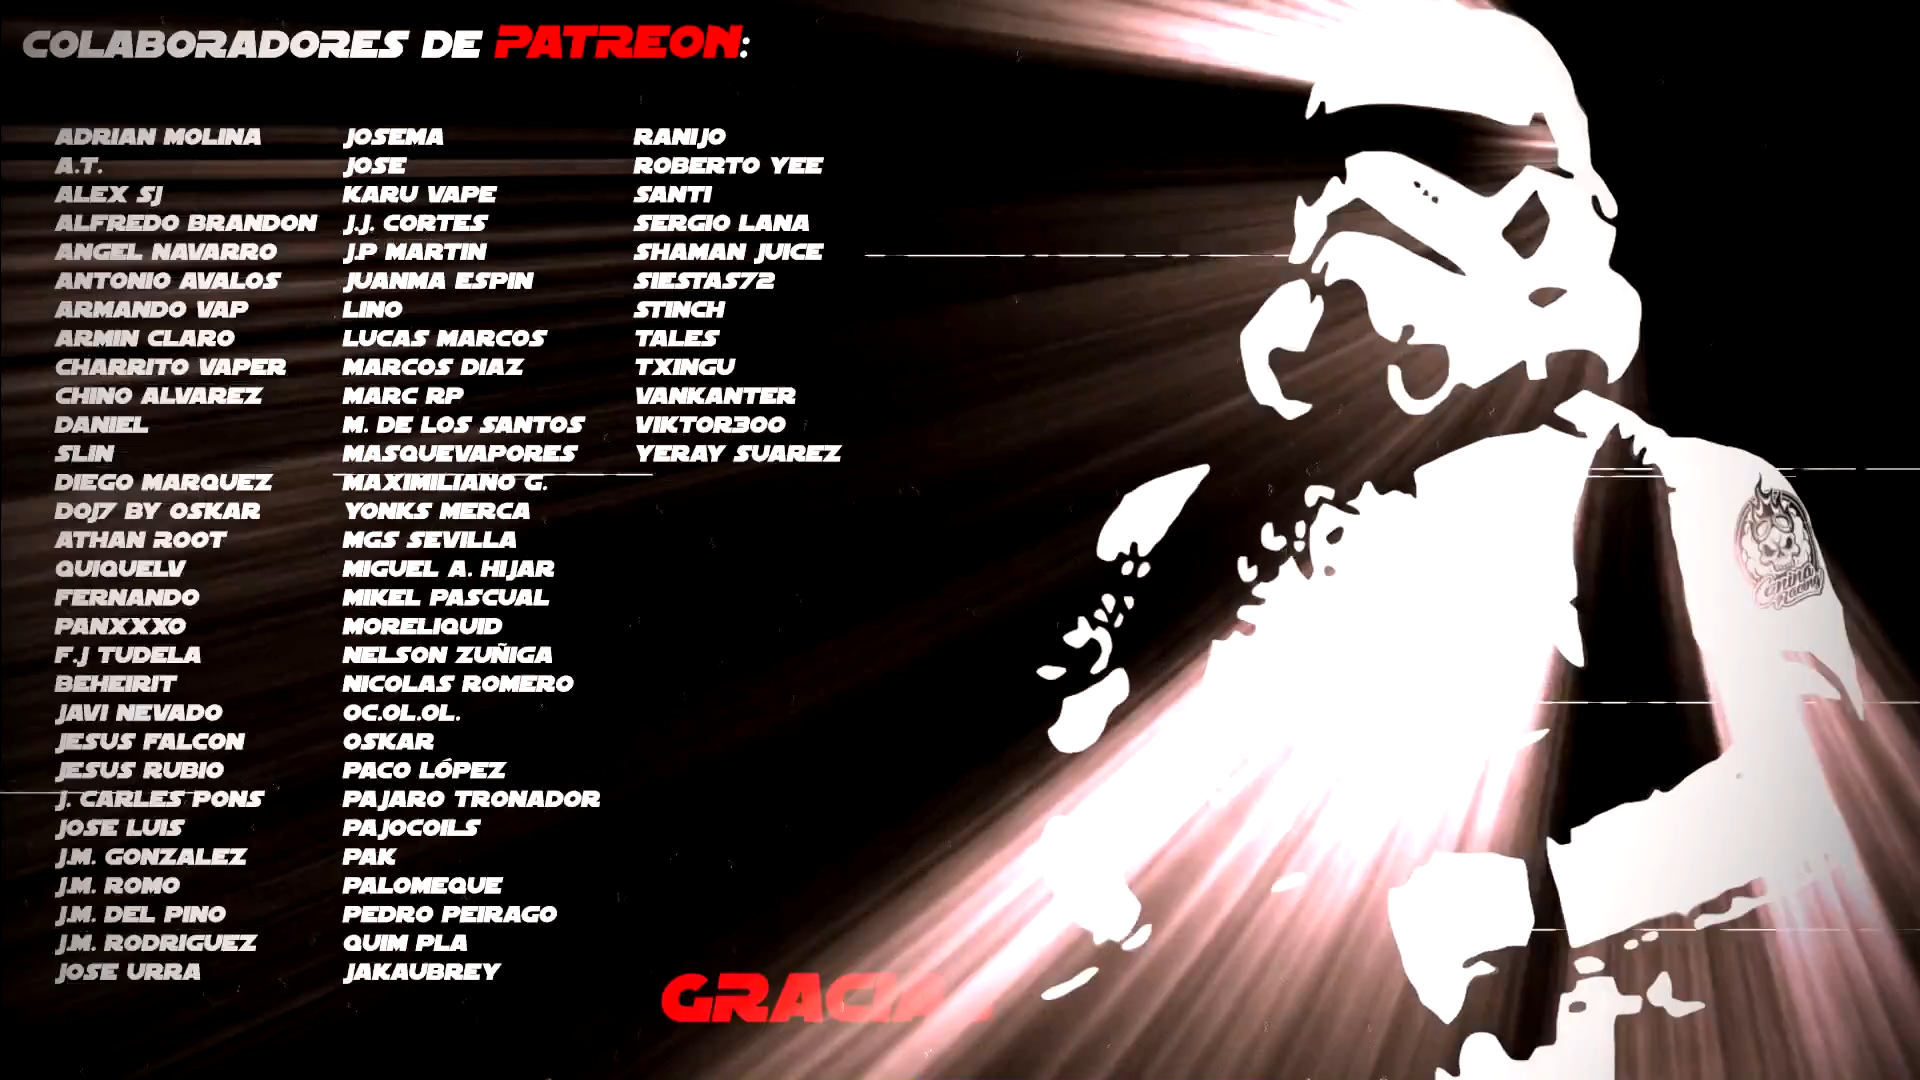 COLABORADORES DE PATREON:
ADRIAN MOLINA
A.T.
ALEX SJ
ALFREDO BRANDON
ANGEL NAVARRO
ANTONIO AVALOS
ARMANDO VAP
ARMIN CLARO
CHARRITO VAPER
CHINO ALVAREZ
DANIEL
SLIN
DIEGO MARQUEZ
DOJ7 BY OSKAR
ATHAN ROOT
QUIQUELV
FERNANDO
PANXXXO
F.J TUDELA
BEHEIRIT
JAVI NEVADO
JESUS FALCON
JESUS RUBIO
J. CARLES PONS
JOSE LUIS
J.M. GONZALEZ
J.M. ROMO
J.M. DEL PINO
J.M. RODRIGUEZ
JOSE URRA
JOSEMA
JOSE
KARU VAPE
J.J. CORTES
J.P MARTIN
JUANMA ESPIN
LINO
LUCAS MARCOS
MARCOS DIAZ
MARC RP
M. DE LOS SANTOS
MASQUEVAPORES
MAXIMILIANO G.
YONKS MERCA
MGS SEVILLA
MIGUEL A. HIJAR
MIKEL PASCUAL
MORELIQUID
NELSON ZUÑIGA
NICOLAS ROMERO
OC.OL.OL.
OSKAR
PACO LÓPEZ
PAJARO TRONADOR
PAJOCOILS
PAK
PALOMEQUE
PEDRO PEIRAGO
QUIM PLA
JAKAUBREY
RANIJO
ROBERTO YEE
SANTI
SERGIO LANA
SHAMAN JUICE
SIESTAS72
STINCH
TALES
TXINGU
VANKANTER
VIKTOR300
YERAY SUAREZ
Racing